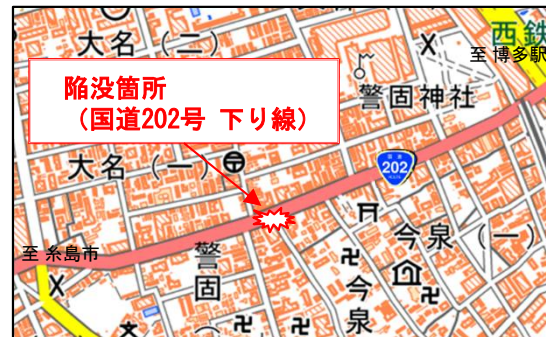 大名(二)
西鉄
至 博多駅
陥没箇所
(国道202号 下り線)
警固神社
大名(一)
202
至 糸島市
警固
今泉(一)
今泉